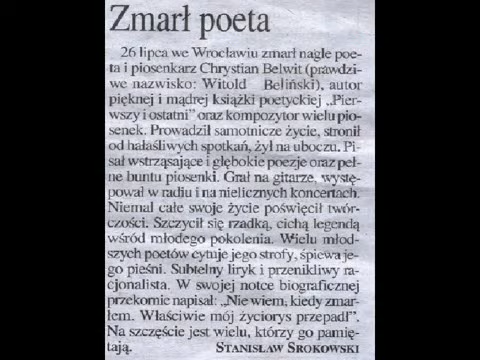 Zmarł poeta
26 lipca we Wrocławiu zmarł nagle poe-
ta i piosenkarz Chrystian Belwit (prawdzi-
we nazwisko: Witold Beliński), autor
pięknej i mądrej książki poetyckiej „Pier-
wszy i ostatni” oraz kompozytor wielu pio-
senek. Prowadził samotnicze życie, stronił
od hałaśliwych spotkań, żył na uboczu. Pi-
sał wstrząsające i głębokie poezje oraz peł-
ne buntu piosenki. Grał na gitarze, wystę-
pował w radiu i na nielicznych koncertach.
Niemal całe swoje życie poświęcił twór-
czości. Szczycił się rzadką, cichą legendą
wśród młodego pokolenia. Wielu młod-
szych poetów cytuje jego strofy, śpiewa je-
go pieśni. Subtelny liryk i przenikliwy ra-
cjonalista. W swojej notce biograficznej
przekornie napisał: „Nie wiem, kiedy zmar-
łem. Właściwie mój życiorys przepadł”.
Na szczęście jest wielu, którzy go pamię-
tają. STANISŁAW SROKOWSKI